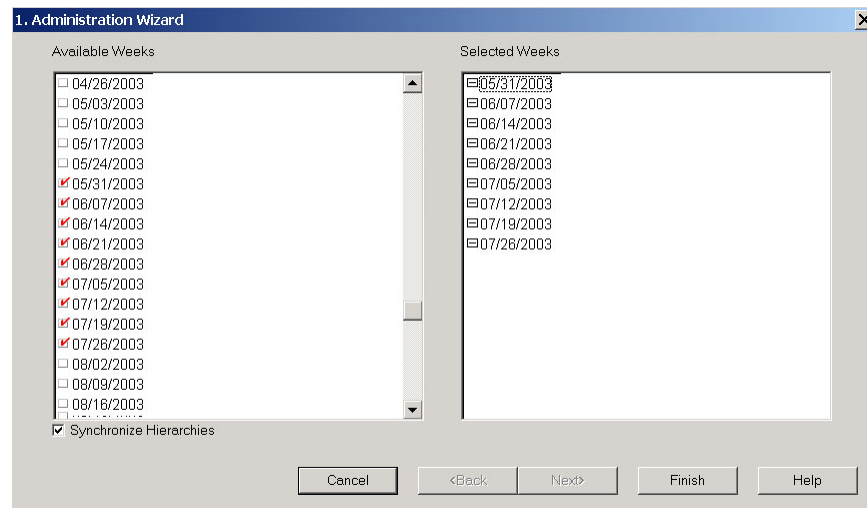 1. Administration Wizard
Available Weeks
Selected Weeks
04/26/2003
05/03/2003
05/10/2003
05/17/2003
05/24/2003
05/31/2003
06/07/2003
06/14/2003
06/21/2003
06/28/2003
07/05/2003
07/12/2003
07/19/2003
07/26/2003
08/02/2003
08/09/2003
08/16/2003
05/31/2003
06/07/2003
06/14/2003
06/21/2003
06/28/2003
07/05/2003
07/12/2003
07/19/2003
07/26/2003
Synchronize Hierarchies
Cancel
<Back
Next>
Finish
Help